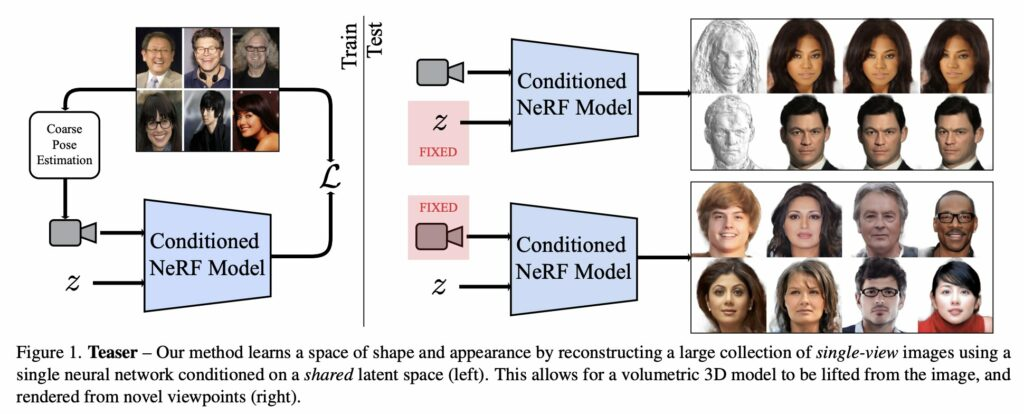 Train
Test
Coarse
Pose
Estimation
z
Conditioned
NeRF Model
ℒ
z
FIXED
Conditioned
NeRF Model
FIXED
z
Conditioned
NeRF Model
Figure 1. Teaser – Our method learns a space of shape and appearance by reconstructing a large collection of single-view images using a
single neural network conditioned on a shared latent space (left). This allows for a volumetric 3D model to be lifted from the image, and
rendered from novel viewpoints (right).